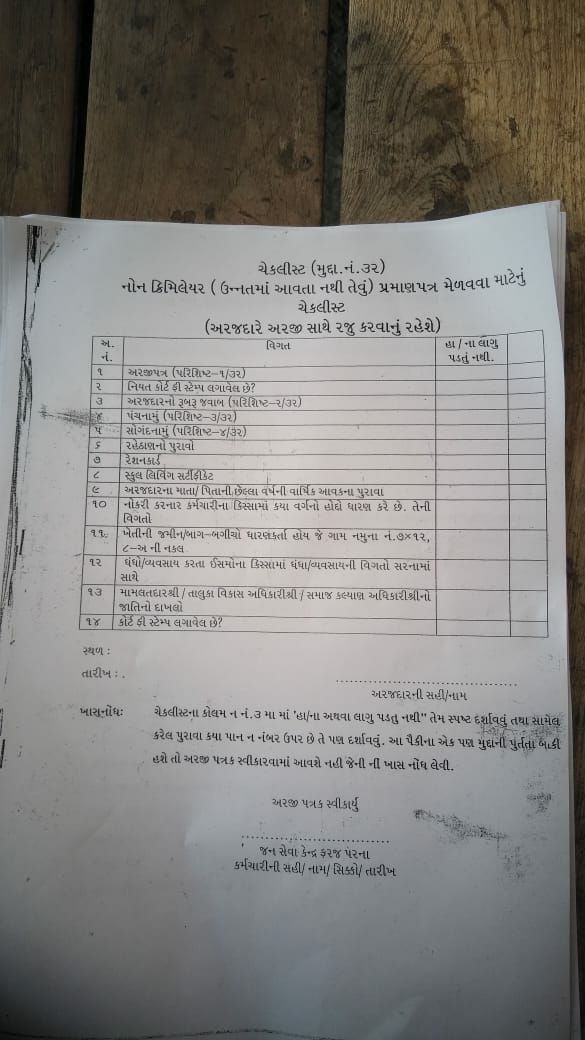 ચેકલીસ્ટ (મુદ્દા.નં.૩૨)
નોન ક્રિમિલેયર ( ઉન્નતમાં આવતા નથી તેવું) પ્રમાણપત્ર મેળવવા માટેનું
ચેકલીસ્ટ
(અરજદારે અરજી સાથે રજુ કરવાનું રહેશે)
અ. નં. વિગત હા / ના લાગુ પડતું નથી.
૧ અરજીપત્ર (પરિશિષ્ટ-૧/૩૨)
૨ નિયત કોર્ટ ફી સ્ટેમ્પ લગાવેલ છે?
૩ અરજદારનો રૂબરૂ જવાબ (પરિશિષ્ટ-૨/૩૨)
૪ પંચનામું (પરિશિષ્ટ-૩/૩૨)
૫ સોગંદનામું (પરિશિષ્ટ-૪/૩૨)
૬ રહેઠાણનો પુરાવો
૭ રેશનકાર્ડ
૮ સ્કુલ લિવિંગ સર્ટીફીકેટ
૯ અરજદારના માતા/ પિતાની છેલ્લા વર્ષની વાર્ષિક આવકના પુરાવા
૧૦ નોકરી કરનાર કર્મચારીના કિસ્સામાં કયા વર્ગનો હોદ્દો ધારણ કરે છે. તેની
વિગતો
૧૧. ખેતીની જમીન/બાગ-બગીચો ધારણકર્તા હોય જે ગામ નમુના નં.૭x૧૨,
૮-અ ની નકલ
૧૨ ધંધો/વ્યવસાય કરતા ઈસમોના કિસ્સામાં ધંધા/વ્યવસાયની વિગતો સરનામાં
સાથે
૧૩ મામલતદારશ્રી / તાલુકા વિકાસ અધિકારીશ્રી / સમાજ કલ્યાણ અધિકારીશ્રીનો
જાતિનો દાખલો
૧૪ કોર્ટ ફી સ્ટેમ્પ લગાવેલ છે?
સ્થળ :
તારીખ : .
અરજદારની સહી/નામ
ખાસનોંધઃ ચેકલીસ્ટના કોલમ ન નં.૩ મા માં 'હા/ના અથવા લાગુ પડતુ નથી" તેમ સ્પષ્ટ દર્શાવવું તથા સામેલ
કરેલ પુરાવા કયા પાન ન નંબર ઉપર છે તે પણ દર્શાવવું. આ પૈકીના એક પણ મુદ્દાની પુર્તતા બાકી
હશે તો અરજી પત્રક સ્વીકારવામાં આવશે નહી જેની ની ખાસ નોંધ લેવી.
અરજી પત્રક સ્વીકાર્યુ
જન સેવા કેન્દ્ર ફરજ પરના
કર્મચારીની સહી/ નામ/ સિક્કો/ તારીખ